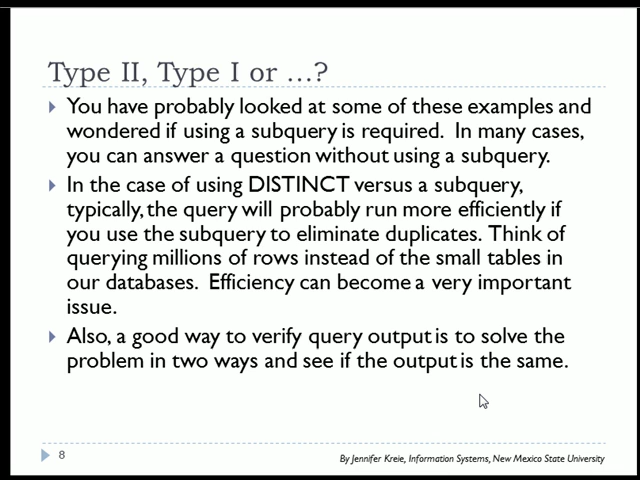 Type II, Type I or …?
You have probably looked at some of these examples and
wondered if using a subquery is required. In many cases,
you can answer a question without using a subquery.
In the case of using DISTINCT versus a subquery,
typically, the query will probably run more efficiently if
you use the subquery to eliminate duplicates. Think of
querying millions of rows instead of the small tables in
our databases. Efficiency can become a very important
issue.
Also, a good way to verify query output is to solve the
problem in two ways and see if the output is the same.
8
By Jennifer Kreie, Information Systems, New Mexico State University